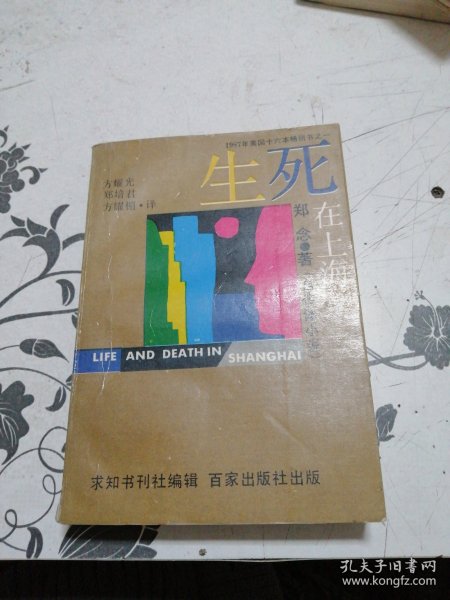 1987年美国十六本畅销书之一
生死
在上海
郑念·著
方耀光
郑培君
方耀楣·译
LIFE AND DEATH IN SHANGHAI
求知书刊社编辑 百家出版社出版
孔夫子旧书网
www.kongfz.com